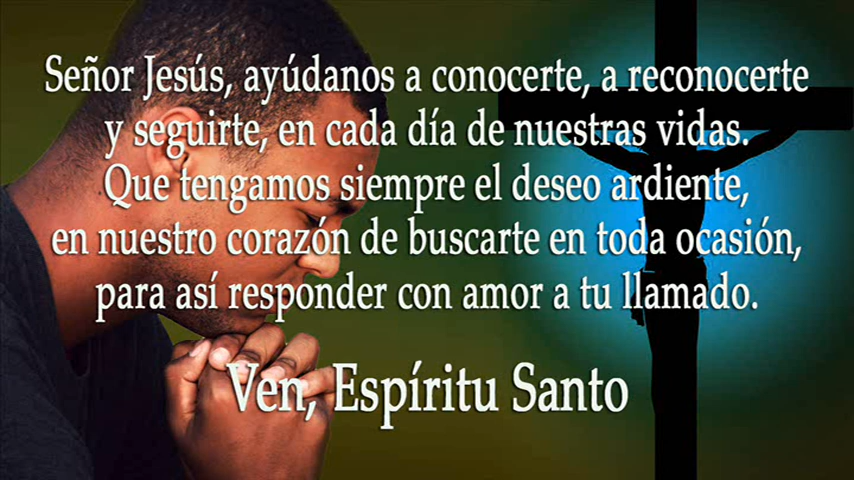 Señor Jesús, ayúdanos a conocerte, a reconocerte
y seguirte, en cada día de nuestras vidas.
Que tengamos siempre el deseo ardiente,
en nuestro corazón de buscarte en toda ocasión,
para así responder con amor a tu llamado.
Ven, Espíritu Santo